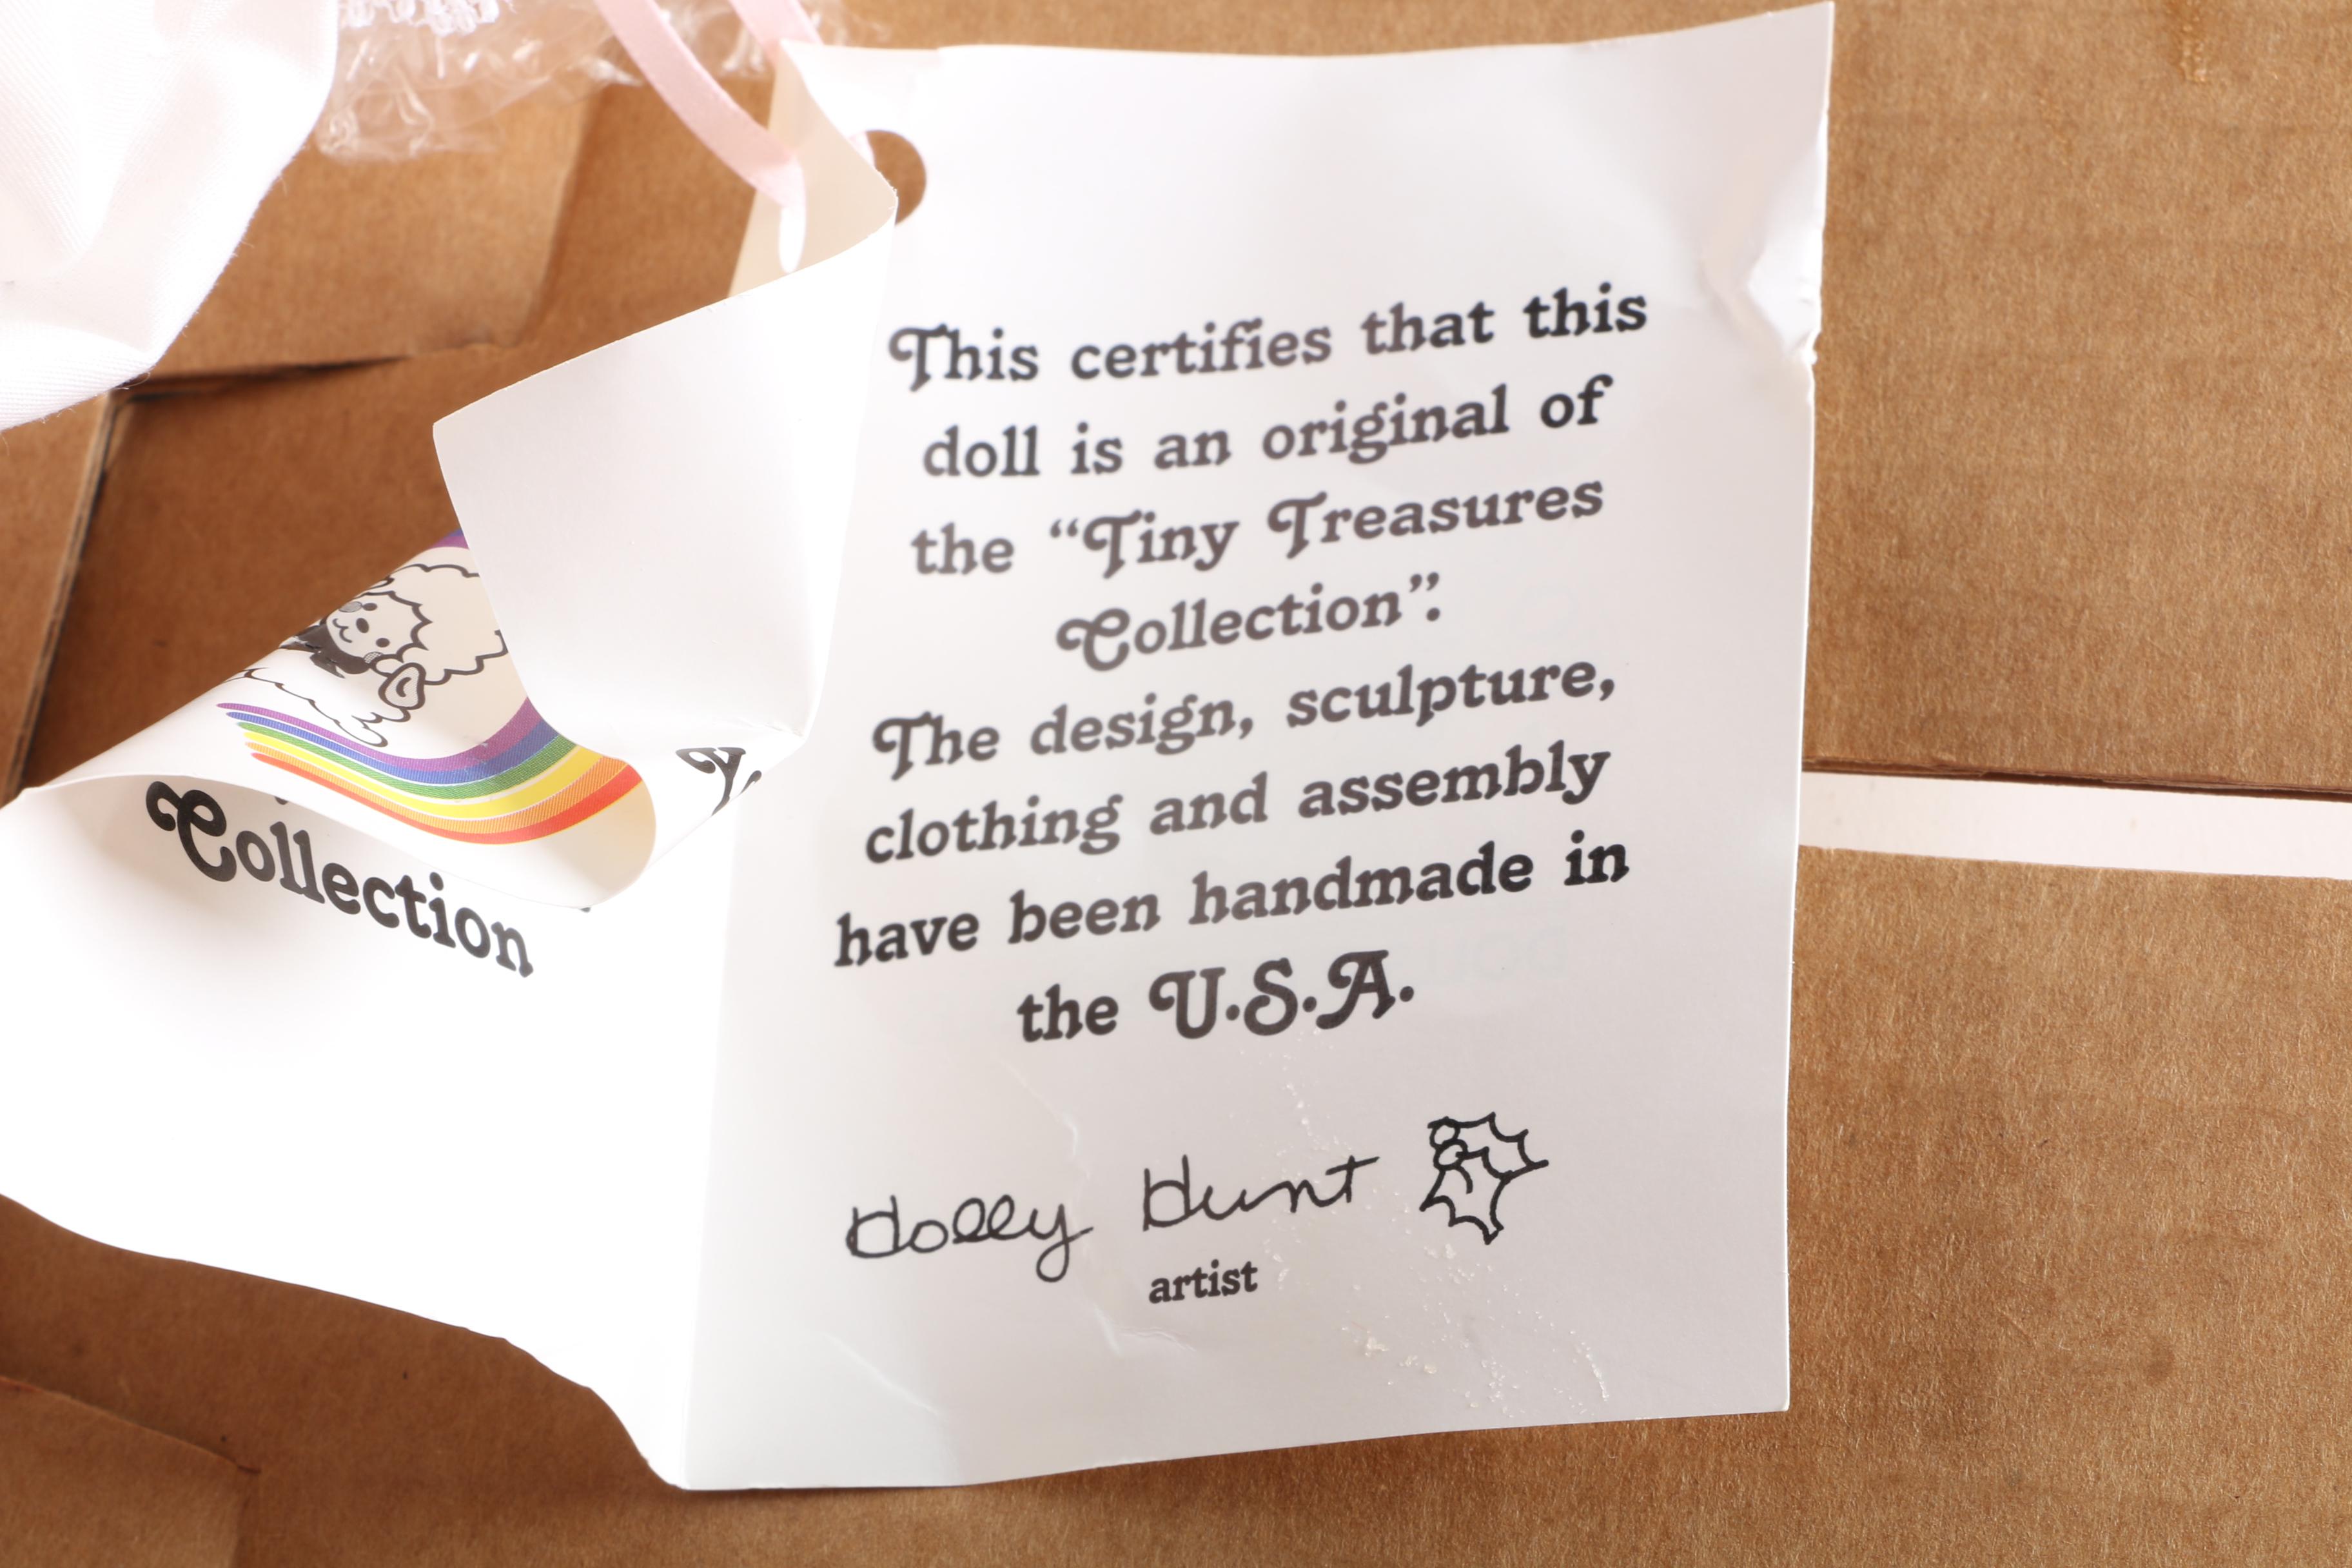 Collection
This certifies that this
doll is an original of
the “Tiny Treasures
Collection”.
The design, sculpture,
clothing and assembly
have been handmade in
the U.S.A.
Holly Hunt
artist